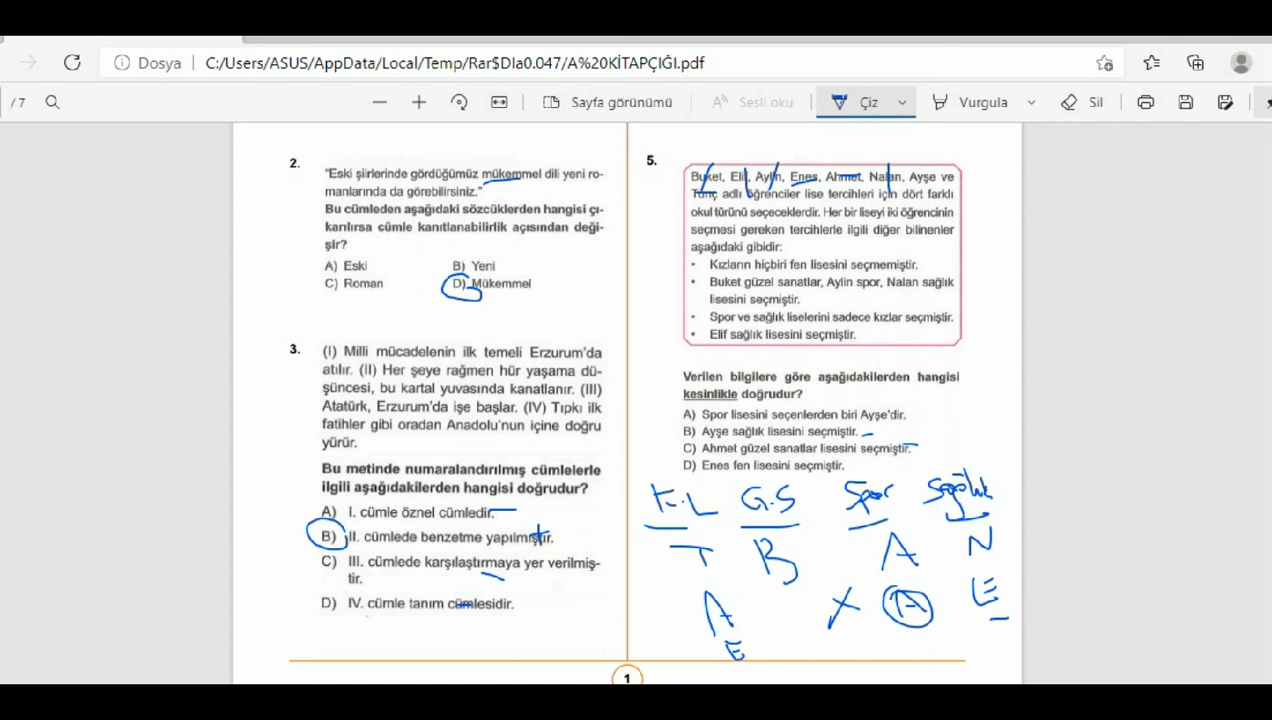 Dosya C:/Users/ASUS/AppData/Local/Temp/Rar$DIa0.047/A%20KİTAPÇIĞI.pdf
/7 Sayfa görünümü Sesli oku Çiz Vurgula Sil
2.
"Eski şiirlerinde gördüğümüz mükemmel dili yeni ro-
manlarında da görebilirsiniz."
Bu cümleden aşağıdaki sözcüklerden hangisi çı-
karılırsa cümle kanıtlanabilirlik açısından deği-
şir?
A) Eski B) Yeni
C) Roman D) Mükemmel
3.
(I) Milli mücadelenin ilk temeli Erzurum'da
atılır. (II) Her şeye rağmen hür yaşama dü-
şüncesi, bu kartal yuvasında kanatlanır. (III)
Atatürk, Erzurum'da işe başlar. (IV) Tıpkı ilk
fatihler gibi oradan Anadolu'nun içine doğru
yürür.
Bu metinde numaralandırılmış cümlelerle
ilgili aşağıdakilerden hangisi doğrudur?
A) I. cümle öznel cümledir.
B) II. cümlede benzetme yapılmıştır.
C) III. cümlede karşılaştırmaya yer verilmiş-
tir.
D) IV. cümle tanım cümlesidir.
5.
Buket, Elif, Aylin, Enes, Ahmet, Nalan, Ayşe ve
Tunç adlı öğrenciler lise tercihleri için dört farklı
okul türünü seçeceklerdir. Her bir liseyi iki öğrencinin
seçmesi gereken tercihlerle ilgili diğer bilinenler
aşağıdaki gibidir:
• Kızların hiçbiri fen lisesini seçmemiştir.
• Buket güzel sanatlar, Aylin spor, Nalan sağlık
lisesini seçmiştir.
• Spor ve sağlık liselerini sadece kızlar seçmiştir.
• Elif sağlık lisesini seçmiştir.
Verilen bilgilere göre aşağıdakilerden hangisi
kesinlikle doğrudur?
A) Spor lisesini seçenlerden biri Ayşe'dir.
B) Ayşe sağlık lisesini seçmiştir.
C) Ahmet güzel sanatlar lisesini seçmiştir.
D) Enes fen lisesini seçmiştir.
F.L G.S Spor Sağlık
T B A N
A A E
E
1